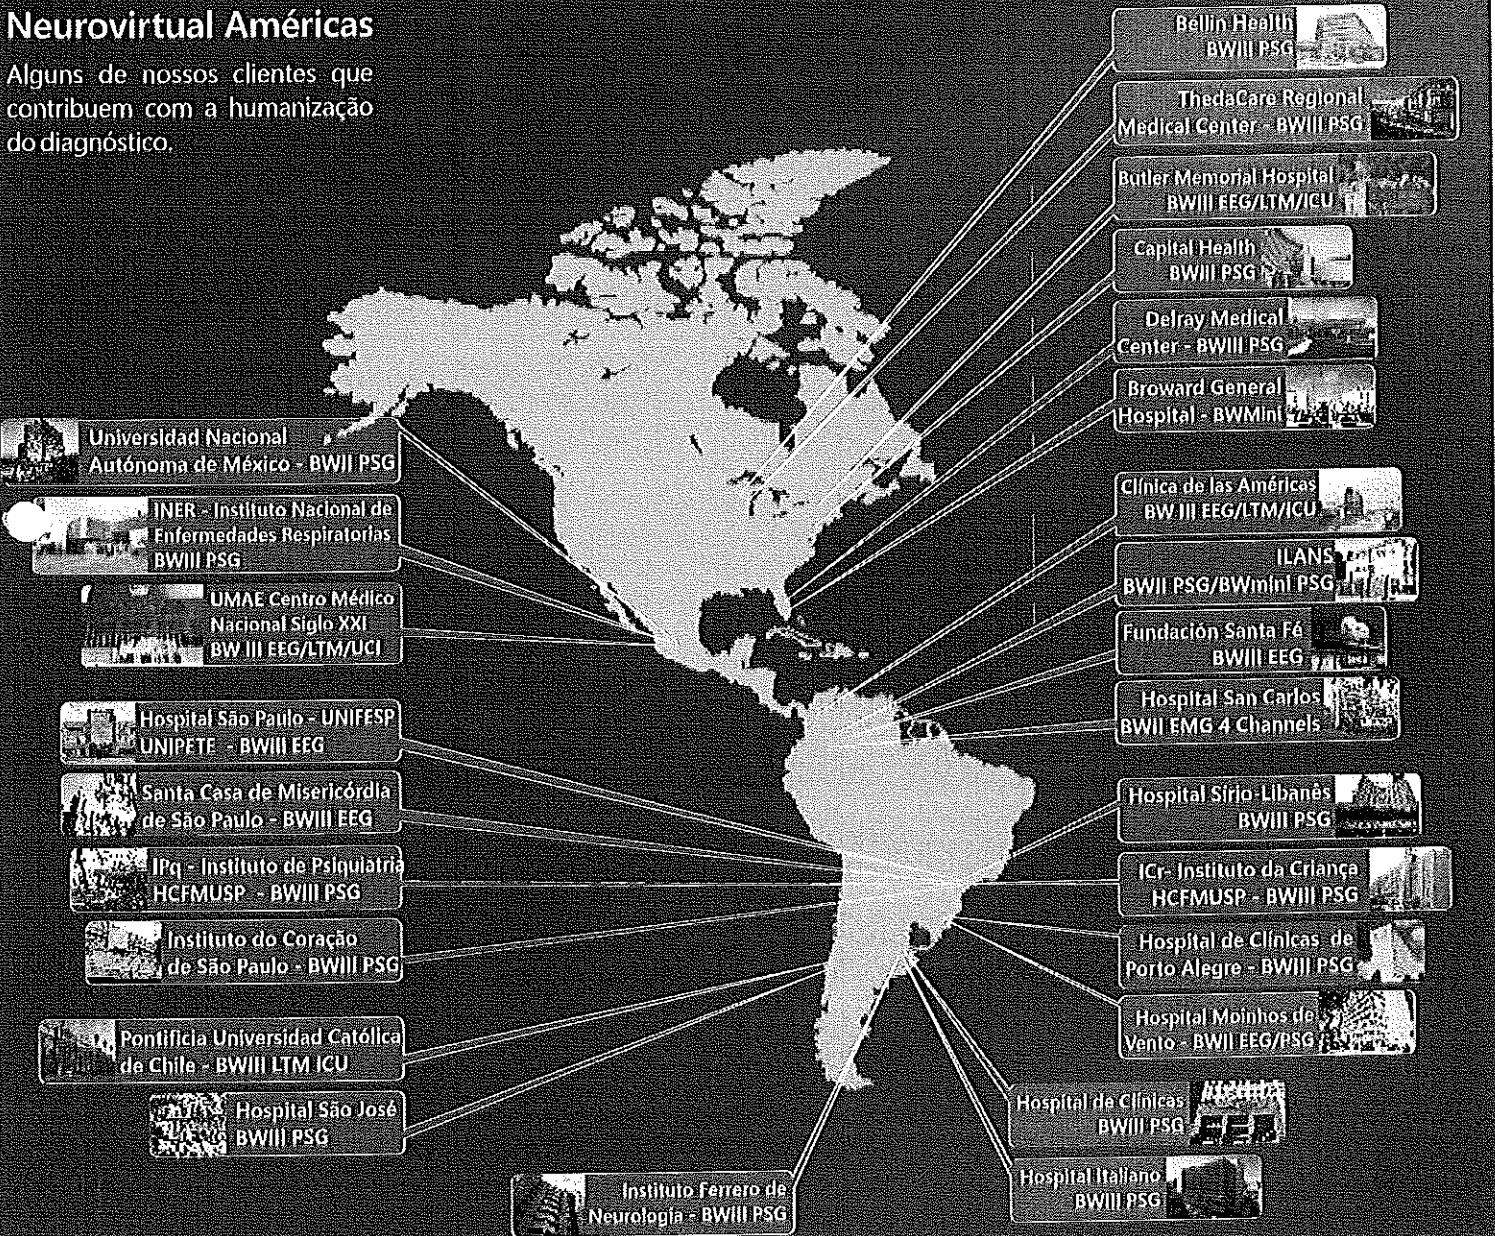 Neurovirtual Américas
Alguns de nossos clientes que
contribuem com a humanização
do diagnóstico.
Bellin Health
BWIII PSG
ThedaCare Regional
Medical Center - BWIII PSG
Butler Memorial Hospital
BWIII EEG/LTM/ICU
Capital Health
BWIII PSG
Delray Medical
Center - BWIII PSG
Broward General
Hospital - BWMini
Universidad Nacional
Autónoma de México - BWII PSG
INER - Instituto Nacional de
Enfermedades Respiratorias
BWIII PSG
UMAE Centro Médico
Nacional Siglo XXI
BW III EEG/LTM/UCI
Clínica de las Américas
BW III EEG/LTM/ICU
ILANS
BWII PSG/BWmini PSG
Fundación Santa Fé
BWIII EEG
Hospital San Carlos
BWII EMG 4 Channels
Hospital São Paulo - UNIFESP
UNIPETE - BWIII EEG
Santa Casa de Misericórdia
de São Paulo - BWIII EEG
IPq - Instituto de Psiquiatria
HCFMUSP - BWIII PSG
Instituto do Coração
de São Paulo - BWIII PSG
Hospital Sírio-Libanês
BWIII PSG
ICr- Instituto da Criança
HCFMUSP - BWIII PSG
Hospital de Clínicas de
Porto Alegre - BWIII PSG
Hospital Moinhos de
Vento - BWII EEG/PSG
Pontificia Universidad Católica
de Chile - BWIII LTM ICU
Hospital São José
BWIII PSG
Hospital de Clínicas
BWIII PSG
Hospital Italiano
BWIII PSG
Instituto Ferrero de
Neurologia - BWIII PSG